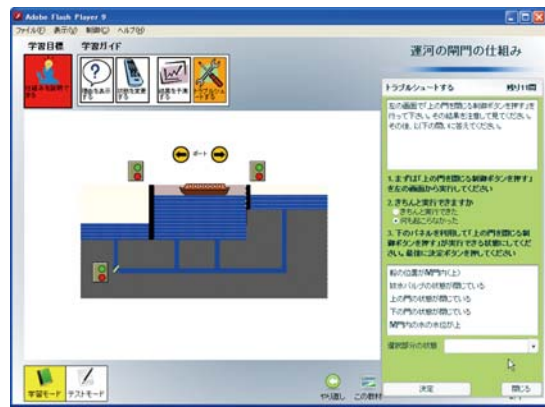 Adobe Flash Player 9
ファイル(F) 表示(V) 制御(C) ヘルプ(H)
学習目標 学習ガイド
運河の閘門の仕組み
トラブルシュートする 残り11問
左の画面で「上の門を閉じる制御ボタンを押す」を
行って下さい。その結果を注意して見てください。
その後、以下の問いに答えてください。
1. まずは「上の門を閉じる制御ボタンを押す」
を左の画面から実行してください
2. きちんと実行できますか
きちんと実行できた
何も起こらなかった
3. 下のパネルを利用して「上の門を閉じる制
御ボタンを押す」が実行できる状態にしてくだ
さい。最後に決定ボタンを押してください
ボート
船の位置が閘門内(上)
排水バルブの状態が閉じている
上の門の状態が閉じている
下の門の状態が閉じている
閘門内の水の水位が上
選択部分の状態
学習モード テストモード
やり直し この教材
決定 閉じる